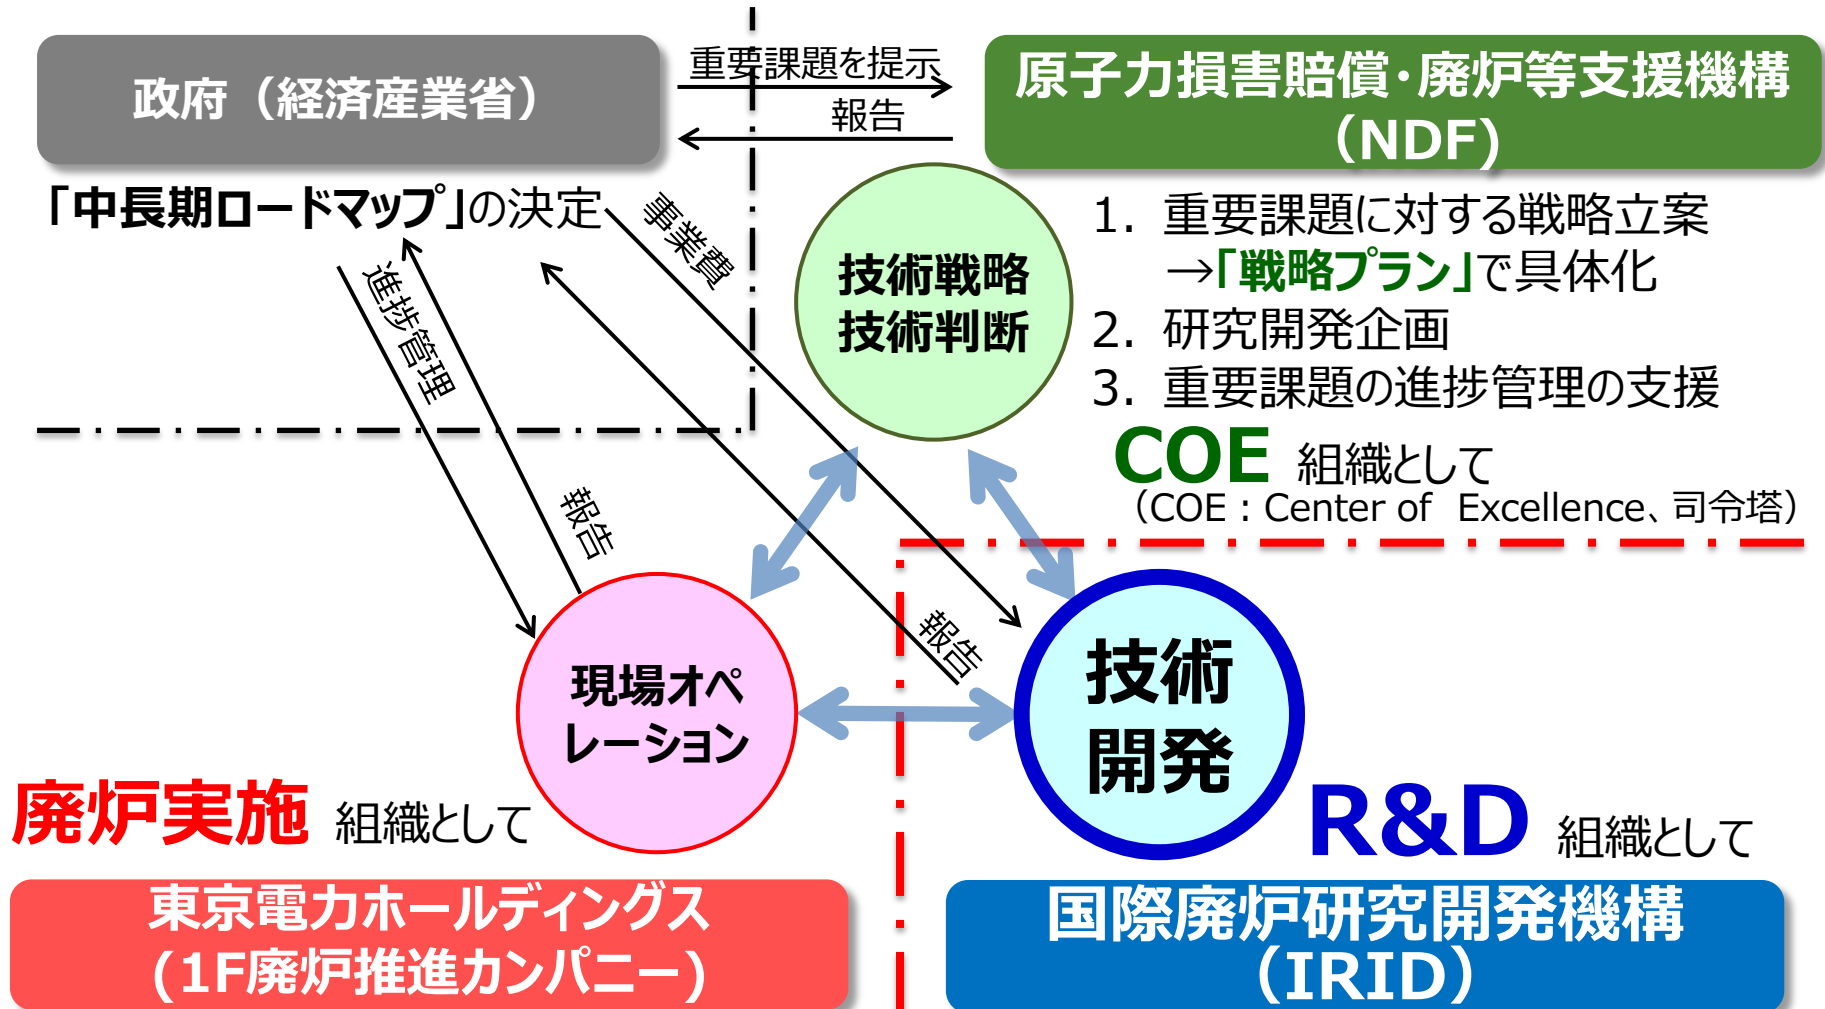 政府（経済産業省）
重要課題を提示
報告
原子力損害賠償・廃炉等支援機構
（NDF)
「中長期ロードマップ」の決定
事業費
進捗管理
報告
報告
技術戦略
技術判断
1. 重要課題に対する戦略立案
→「戦略プラン」で具体化
2. 研究開発企画
3. 重要課題の進捗管理の支援
COE 組織として
（COE：Center of Excellence、司令塔）
現場オペ
レーション
技術
開発
廃炉実施 組織として
R&D 組織として
東京電力ホールディングス
(1F廃炉推進カンパニー)
国際廃炉研究開発機構
（IRID）